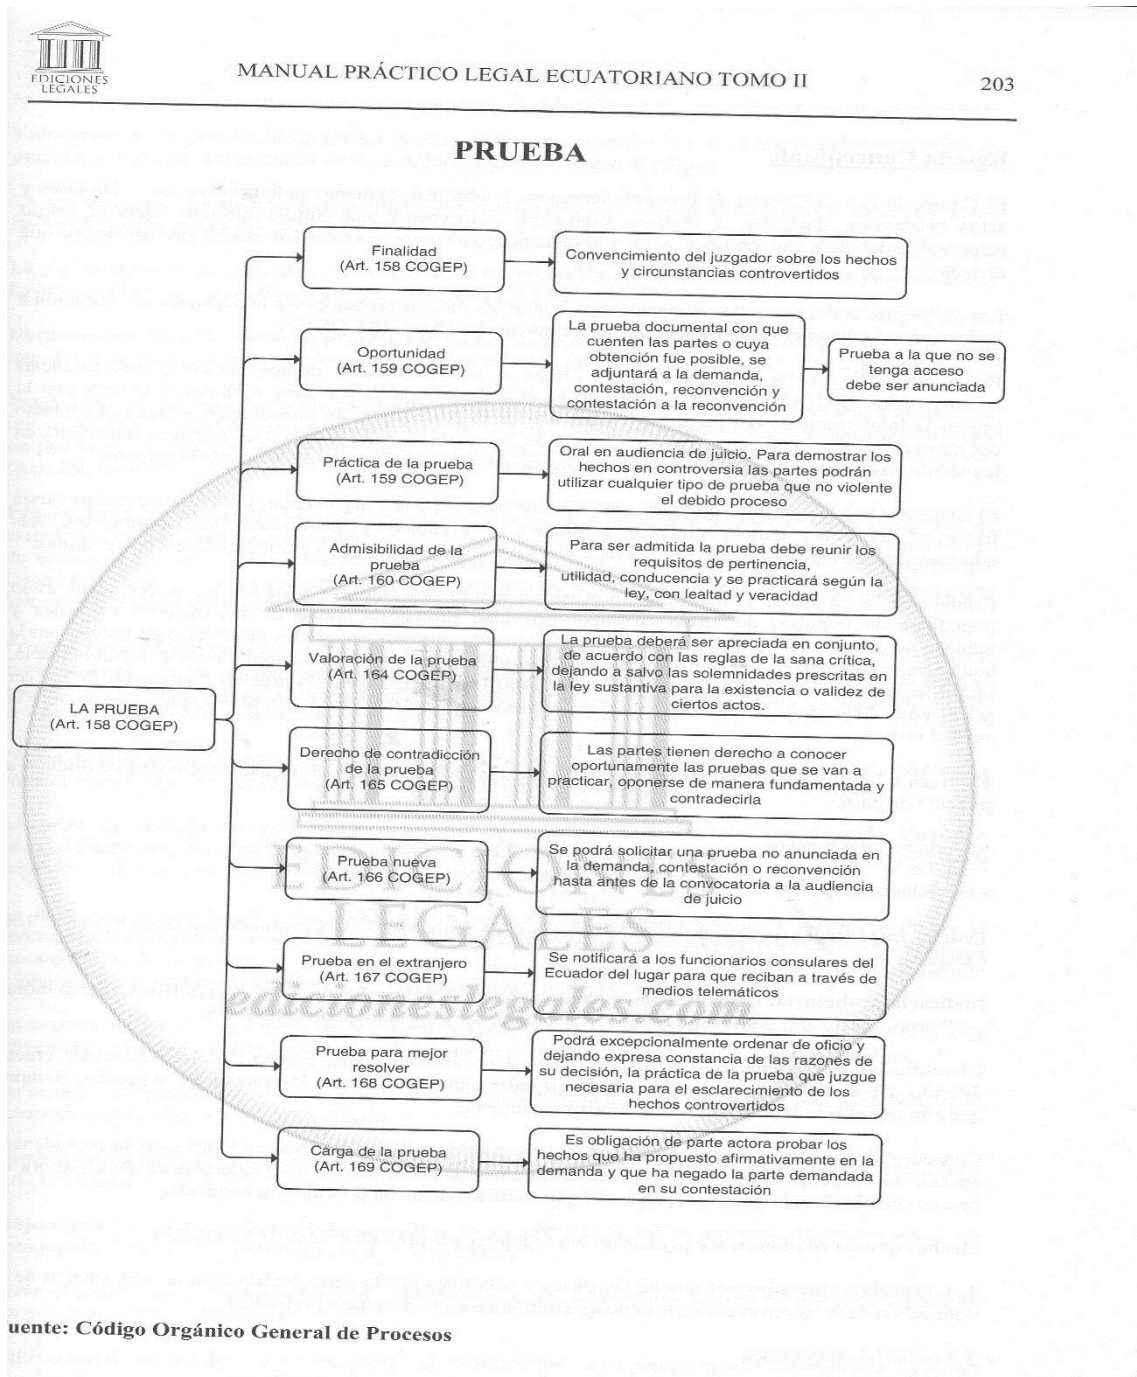 EDICIONES
LEGALES
MANUAL PRÁCTICO LEGAL ECUATORIANO TOMO II
203
PRUEBA
LA PRUEBA
(Art. 158 COGEP)
Finalidad
(Art. 158 COGEP)
Convencimiento del juzgador sobre los hechos
y circunstancias controvertidos
Oportunidad
(Art. 159 COGEP)
La prueba documental con que
cuenten las partes o cuya
obtención fue posible, se
adjuntará a la demanda,
contestación, reconvención y
contestación a la reconvención
Prueba a la que no se
tenga acceso
debe ser anunciada
Práctica de la prueba
(Art. 159 COGEP)
Oral en audiencia de juicio. Para demostrar los
hechos en controversia las partes podrán
utilizar cualquier tipo de prueba que no violente
el debido proceso
Admisibilidad de la
prueba
(Art. 160 COGEP)
Para ser admitida la prueba debe reunir los
requisitos de pertinencia,
utilidad, conducencia y se practicará según la
ley, con lealtad y veracidad
Valoración de la prueba
(Art. 164 COGEP)
La prueba deberá ser apreciada en conjunto,
de acuerdo con las reglas de la sana crítica,
dejando a salvo las solemnidades prescritas en
la ley sustantiva para la existencia o validez de
ciertos actos.
Derecho de contradicción
de la prueba
(Art. 165 COGEP)
Las partes tienen derecho a conocer
oportunamente las pruebas que se van a
practicar, oponerse de manera fundamentada y
contradecirla
Prueba nueva
(Art. 166 COGEP)
Se podrá solicitar una prueba no anunciada en
la demanda, contestación o reconvención
hasta antes de la convocatoria a la audiencia
de juicio
Prueba en el extranjero
(Art. 167 COGEP)
Se notificará a los funcionarios consulares del
Ecuador del lugar para que reciban a través de
medios telemáticos
Prueba para mejor
resolver
(Art. 168 COGEP)
Podrá excepcionalmente ordenar de oficio y
dejando expresa constancia de las razones de
su decisión, la práctica de la prueba que juzgue
necesaria para el esclarecimiento de los
hechos controvertidos
Carga de la prueba
(Art. 169 COGEP)
Es obligación de parte actora probar los
hechos que ha propuesto afirmativamente en la
demanda y que ha negado la parte demandada
en su contestación
EDICIONES
LEGALES
edicioneslegales.com
uente: Código Orgánico General de Procesos